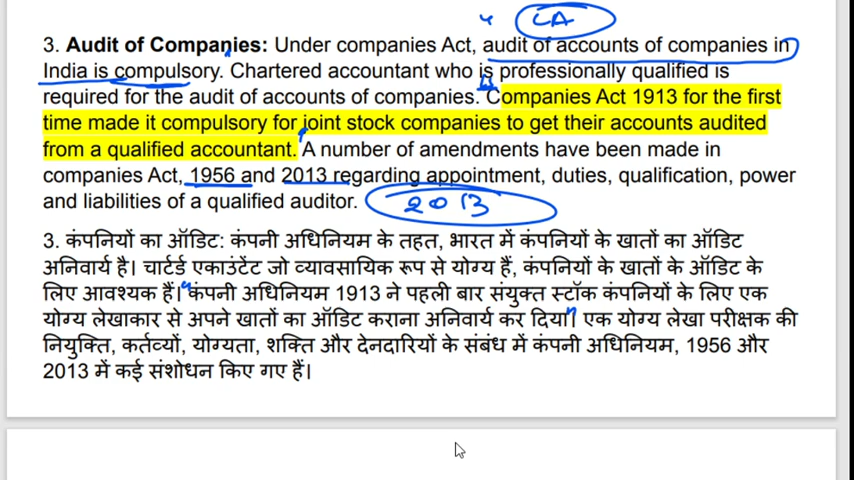 CA
3. Audit of Companies: Under companies Act, audit of accounts of companies in
India is compulsory. Chartered accountant who is professionally qualified is
required for the audit of accounts of companies. Companies Act 1913 for the first
time made it compulsory for joint stock companies to get their accounts audited
from a qualified accountant. A number of amendments have been made in
companies Act, 1956 and 2013 regarding appointment, duties, qualification, power
and liabilities of a qualified auditor.
2013
3. कंपनियों का ऑडिट: कंपनी अधिनियम के तहत, भारत में कंपनियों के खातों का ऑडिट
अनिवार्य है। चार्टर्ड एकाउंटेंट जो व्यावसायिक रूप से योग्य हैं, कंपनियों के खातों के ऑडिट के
लिए आवश्यक हैं। कंपनी अधिनियम 1913 ने पहली बार संयुक्त स्टॉक कंपनियों के लिए एक
योग्य लेखाकार से अपने खातों का ऑडिट कराना अनिवार्य कर दिया। एक योग्य लेखा परीक्षक की
नियुक्ति, कर्तव्यों, योग्यता, शक्ति और देनदारियों के संबंध में कंपनी अधिनियम, 1956 और
2013 में कई संशोधन किए गए हैं।